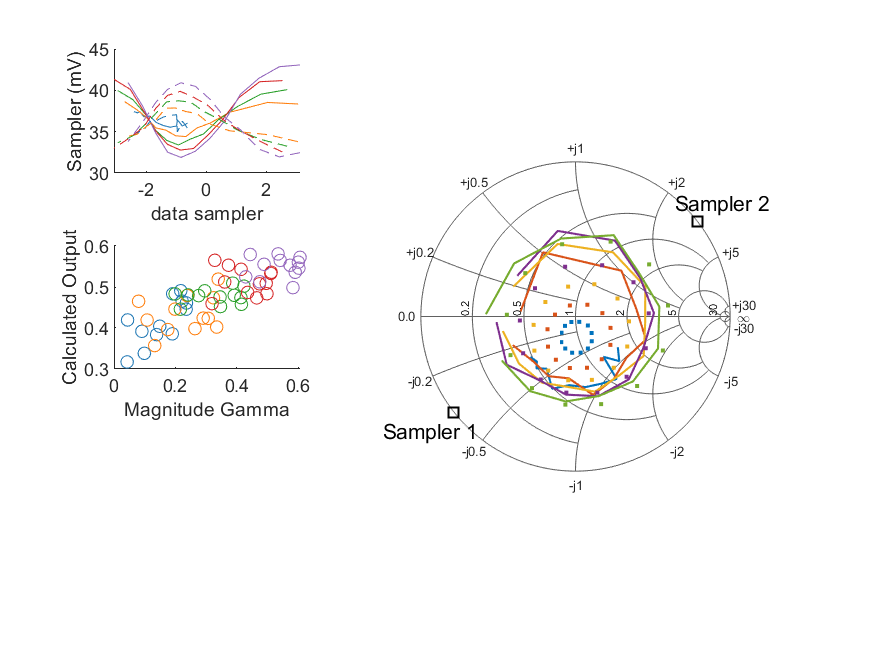 45
40
35
30
Sampler (mV)
-2 0 2
data sampler
0.6
0.5
0.4
0.3
Calculated Output
0 0.2 0.4 0.6
Magnitude Gamma
+j1
+j0.5
+j2
Sampler 2
+j0.2
+j5
0.0
0.2
0.5
1
2
5
30
+j30
∞
-j30
-j0.2
-j5
Sampler 1
-j0.5
-j2
-j1